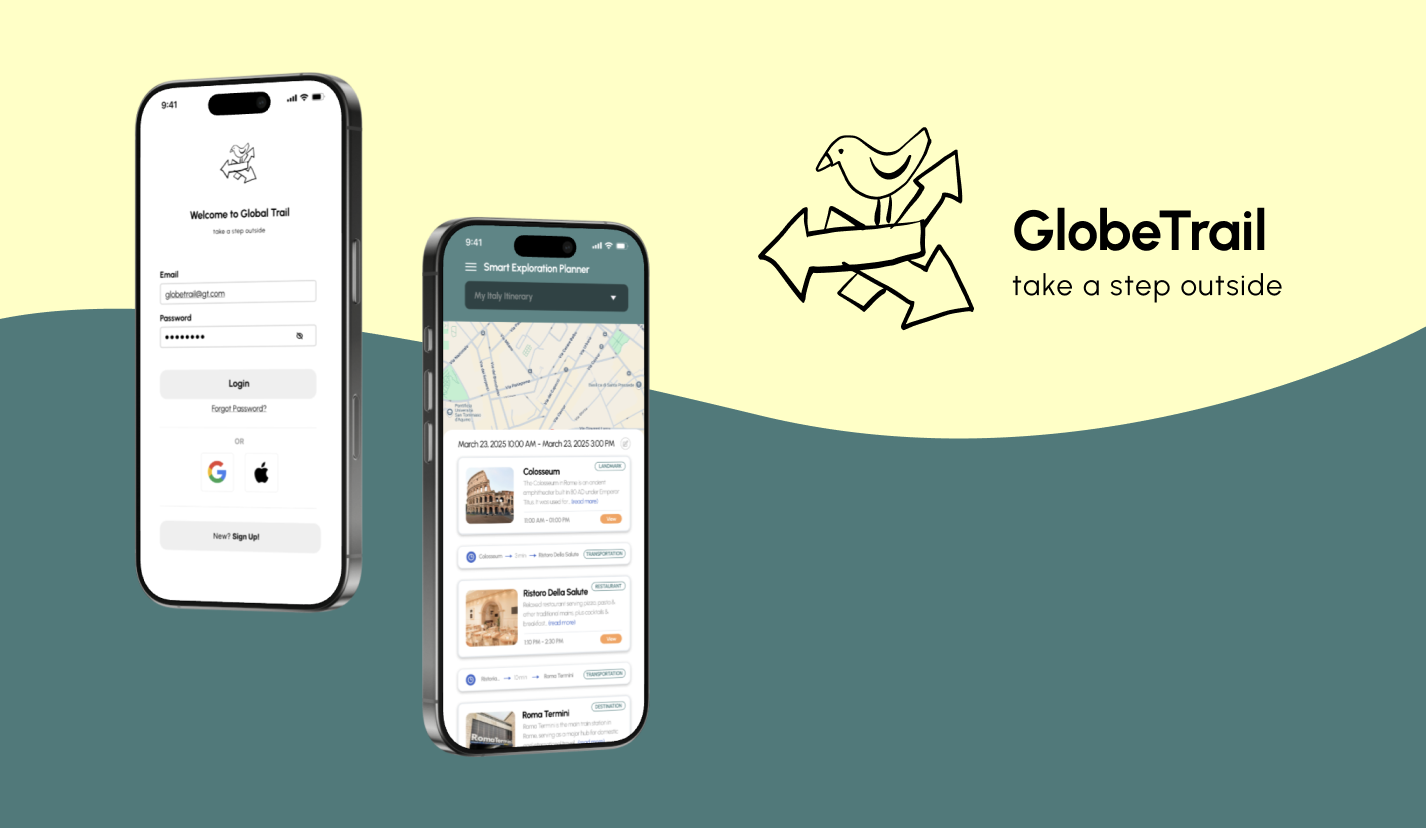 9:41
Welcome to Global Trail
take a step outside
Email
globetrail@gt.com
Password
Login
Forgot Password?
OR
New? Sign Up!
9:41
Smart Exploration Planner
My Italy Itinerary
March 23, 2025 10:00 AM - March 23, 2025 3:00 PM
Colosseum
LANDMARK
The Colosseum in Rome is an ancient
amphitheater built in 80 AD under Emperor
Titus. It was used for... (read more)
11:00 AM - 01:00 PM
View
Colosseum
Ristoro Della Salute
TRANSPORTATION
Ristoro Della Salute
RESTAURANT
Relaxed restaurant serving pizza, pasta &
other traditional mains, plus cocktails &
breakfast. (read more)
1:10 PM - 2:30 PM
View
Ristoro...
Roma Termini
TRANSPORTATION
Roma Termini
DESTINATION
Roma Termini is the main train station in
Rome, serving as a major hub for domestic
GlobeTrail
take a step outside